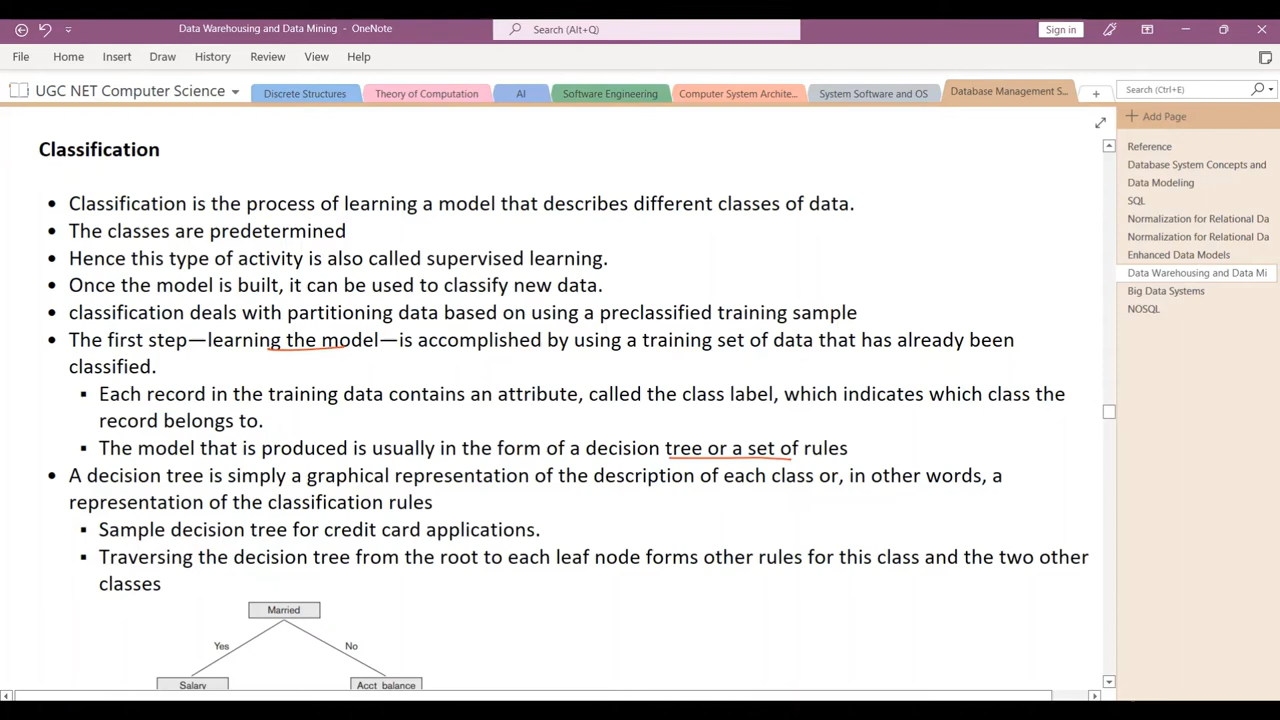 Data Warehousing and Data Mining - OneNote
Search (Alt+Q)
Sign in
File Home Insert Draw History Review View Help
UGC NET Computer Science
Discrete Structures
Theory of Computation
AI
Software Engineering
Computer System Archite...
System Software and OS
Database Management S...
Search (Ctrl+E)
Add Page
Reference
Database System Concepts and
Data Modeling
SQL
Normalization for Relational Da
Normalization for Relational Da
Enhanced Data Models
Data Warehousing and Data Mi
Big Data Systems
NOSQL
Classification
• Classification is the process of learning a model that describes different classes of data.
• The classes are predetermined
• Hence this type of activity is also called supervised learning.
• Once the model is built, it can be used to classify new data.
• classification deals with partitioning data based on using a preclassified training sample
• The first step—learning the model—is accomplished by using a training set of data that has already been
classified.
▪ Each record in the training data contains an attribute, called the class label, which indicates which class the
record belongs to.
▪ The model that is produced is usually in the form of a decision tree or a set of rules
• A decision tree is simply a graphical representation of the description of each class or, in other words, a
representation of the classification rules
▪ Sample decision tree for credit card applications.
▪ Traversing the decision tree from the root to each leaf node forms other rules for this class and the two other
classes
Married
Yes No
Salary Acct balance